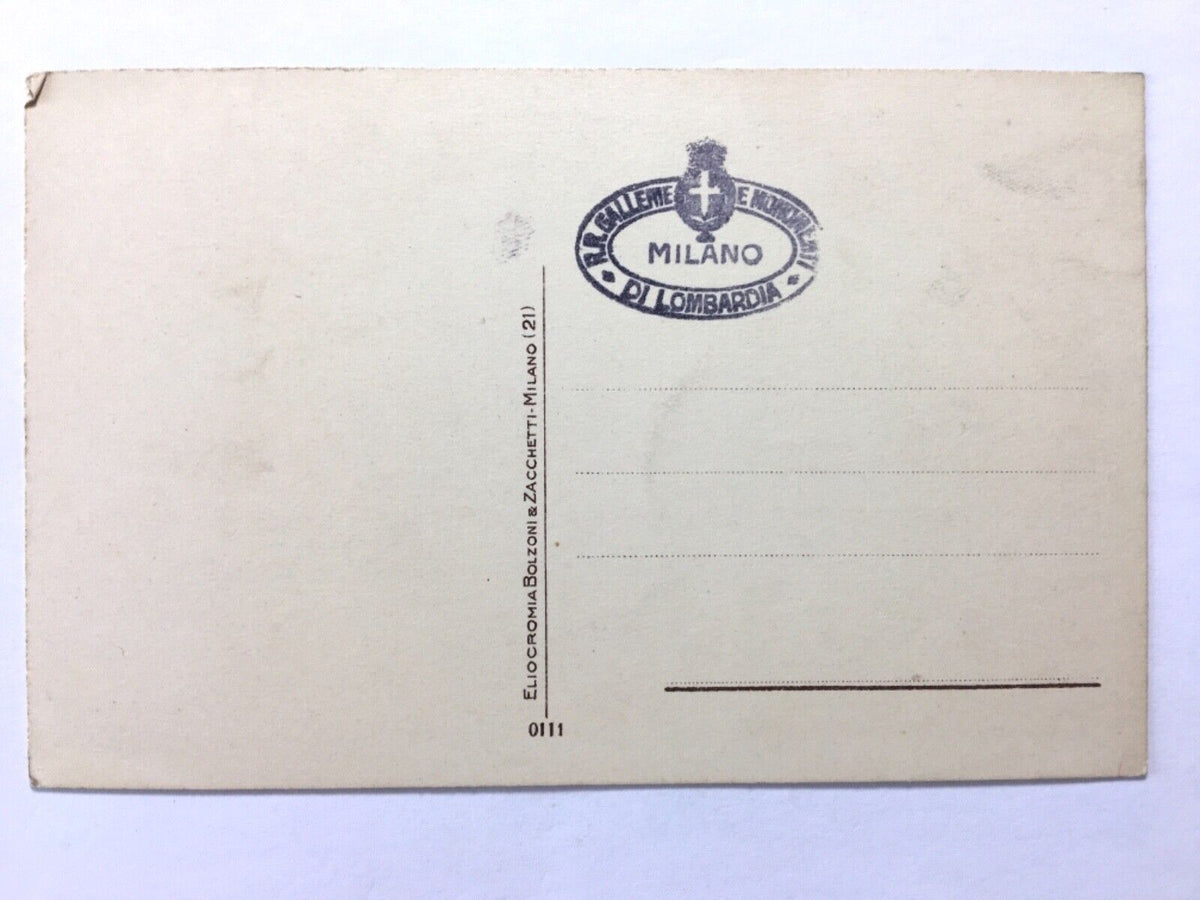 R.R. GALLERIE E MONUMENTI
MILANO
DI LOMBARDIA
ELIOCROMIA BOLZONI & ZACCHETTI-MILANO (21)
0111